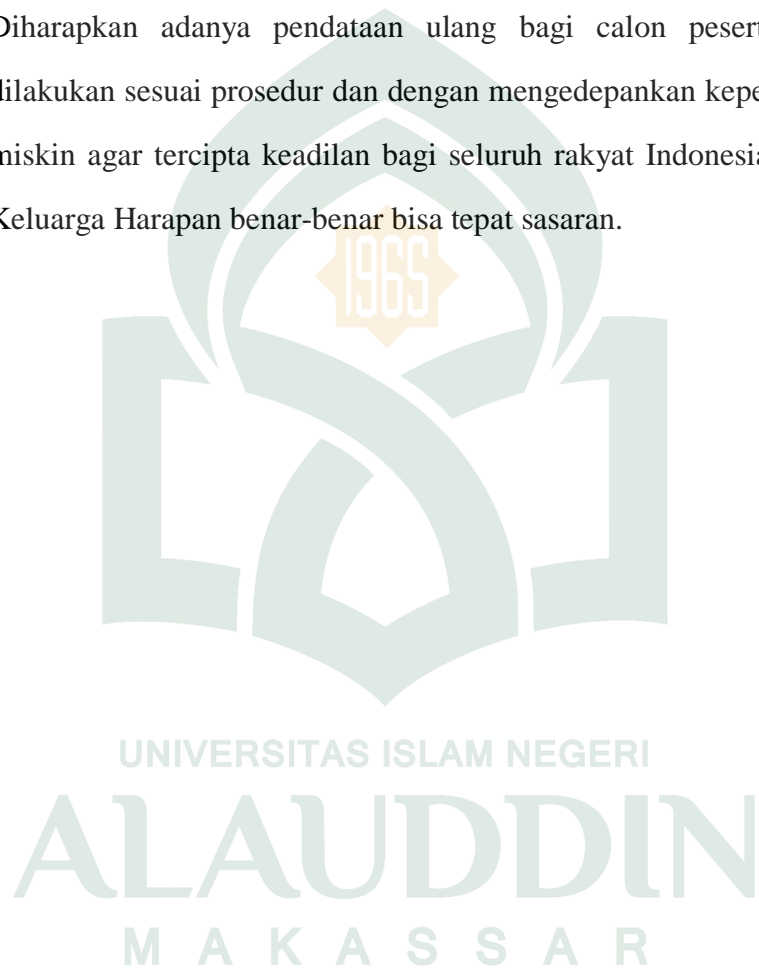 Diharapkan adanya pendataan ulang bagi calon pesert
dilakukan sesuai prosedur dan dengan mengedepankan kepe
miskin agar tercipta keadilan bagi seluruh rakyat Indonesia
Keluarga Harapan benar-benar bisa tepat sasaran.
1965
UNIVERSITAS ISLAM NEGERI
ALAUDDIN
MAKASSAR